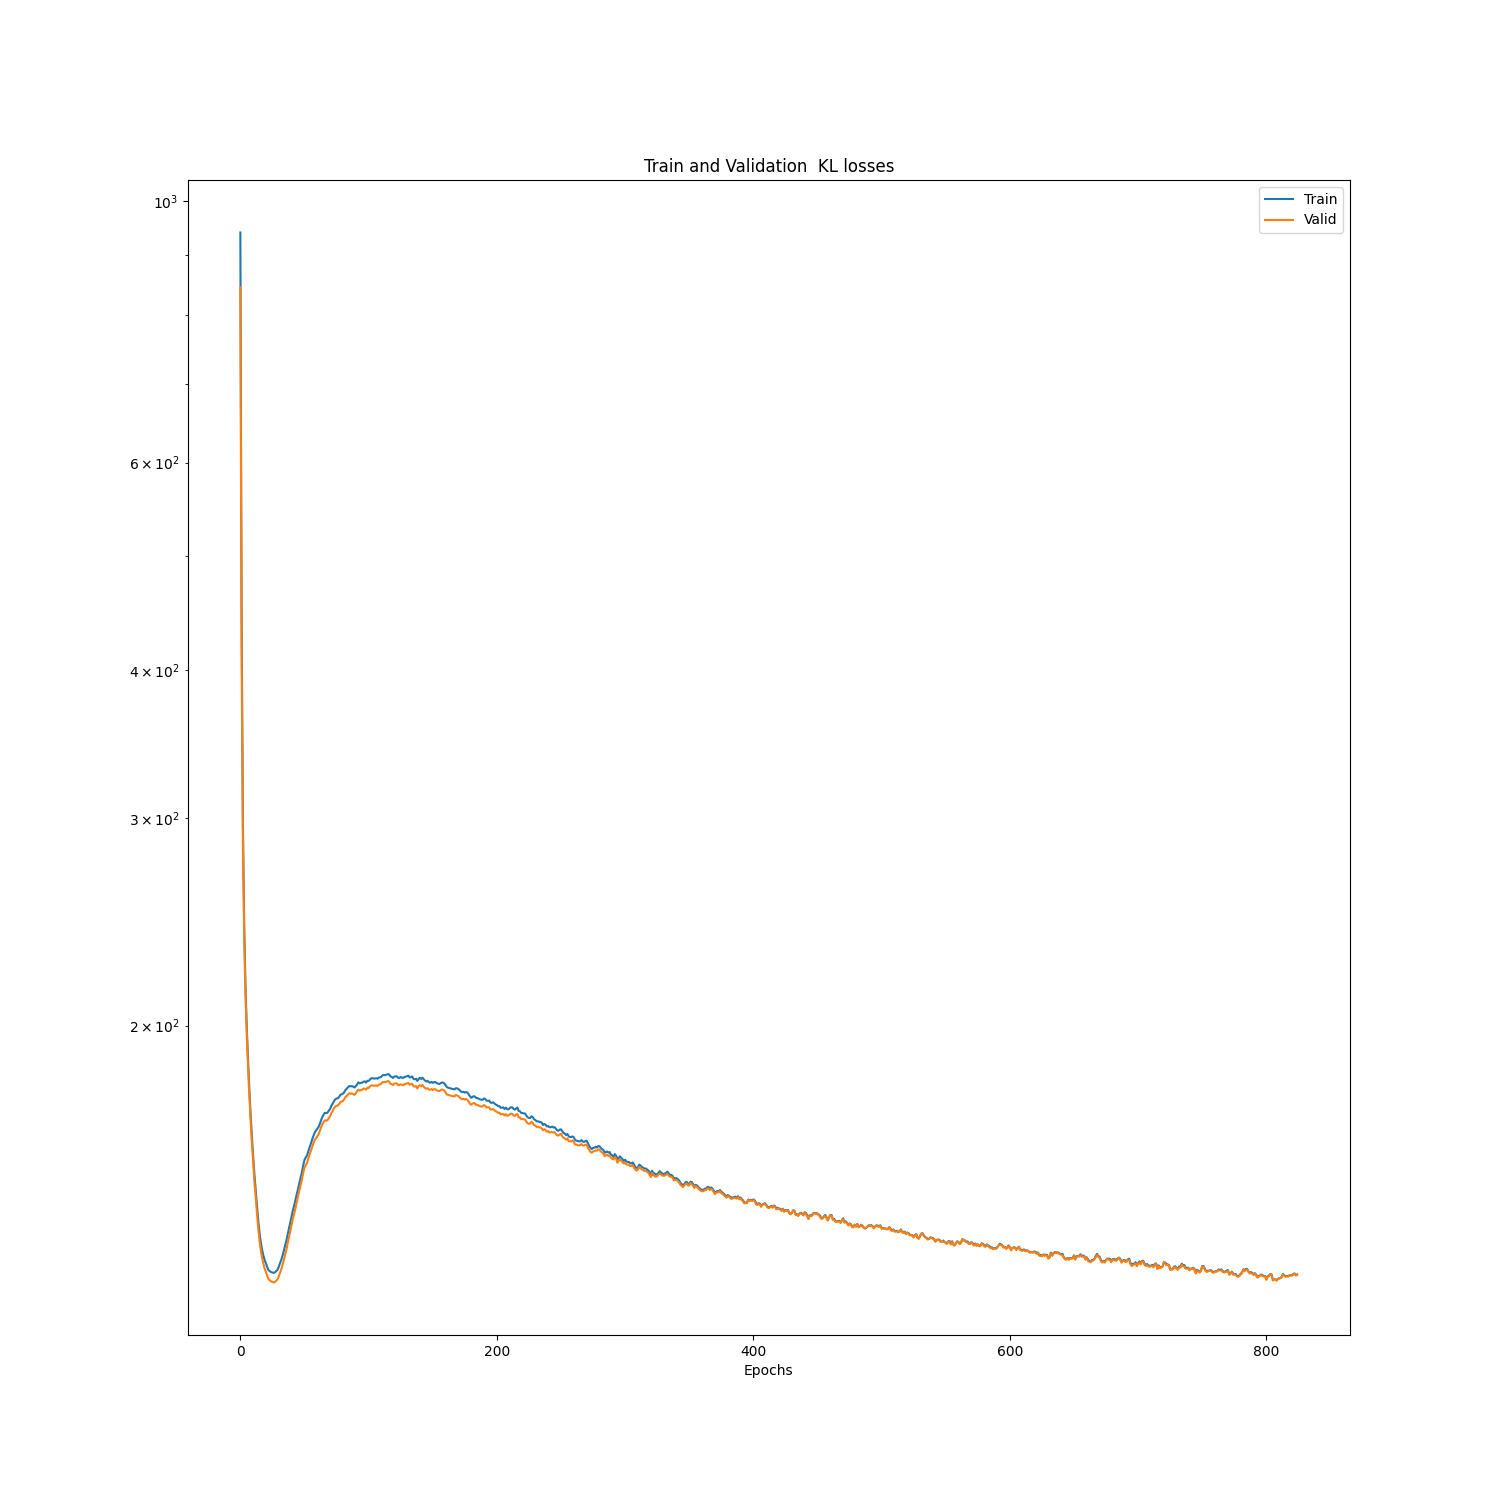 Train and Validation  KL losses
Train
Valid
10³
6 × 10²
4 × 10²
3 × 10²
2 × 10²
0 200 400 600 800
Epochs